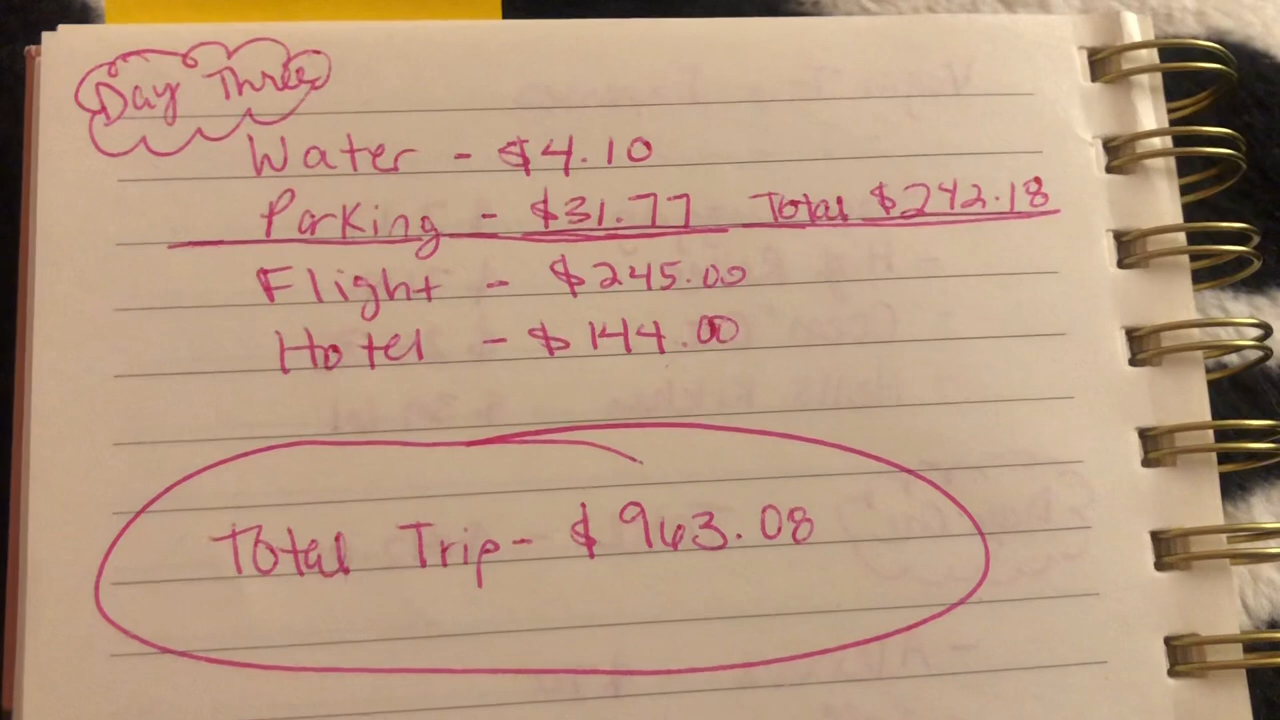 Day Three
Water - $4.10
Parking - $31.77 Total $242.18
Flight - $245.00
Hotel - $144.00
Total Trip - $963.08